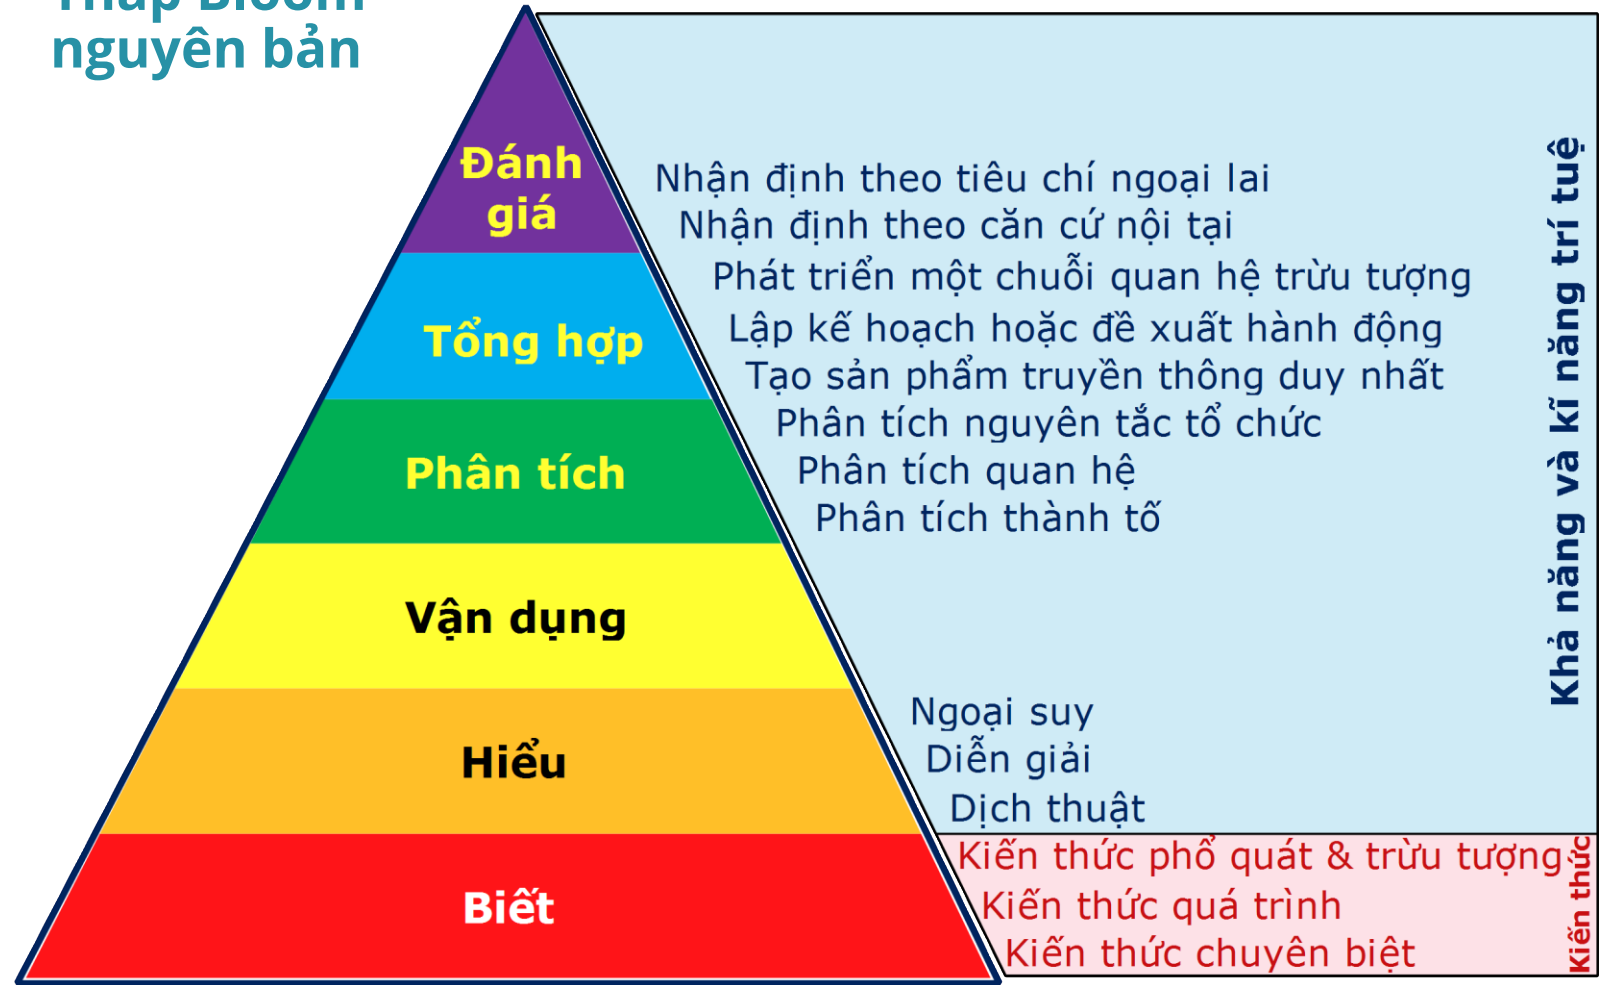 Tháp Bloom
nguyên bản
Đánh
giá
Nhận định theo tiêu chí ngoại lai
Nhận định theo căn cứ nội tại
Tổng hợp
Phát triển một chuỗi quan hệ trừu tượng
Lập kế hoạch hoặc đề xuất hành động
Tạo sản phẩm truyền thông duy nhất
Phân tích
Phân tích nguyên tắc tổ chức
Phân tích quan hệ
Phân tích thành tố
Vận dụng
Hiểu
Ngoại suy
Diễn giải
Dịch thuật
Biết
Kiến thức phổ quát & trừu tượng
Kiến thức quá trình
Kiến thức chuyên biệt
Khả năng và kĩ năng trí tuệ
Kiến thức